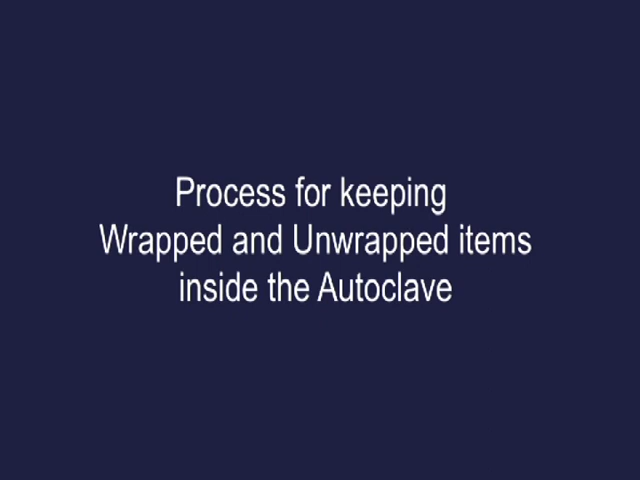 Process for keeping
Wrapped and Unwrapped items
inside the Autoclave